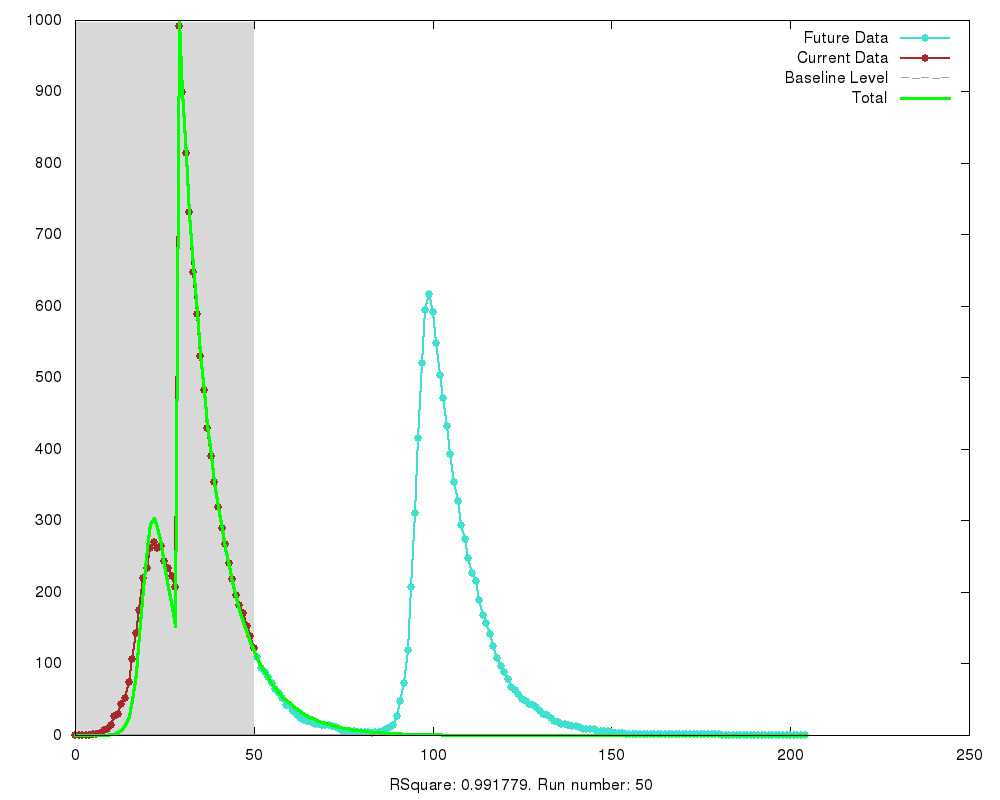 1000
900
800
700
600
500
400
300
200
100
0
Future Data
Current Data
Baseline Level
Total
0 50 100 150 200 250
RSquare: 0.991779. Run number: 50